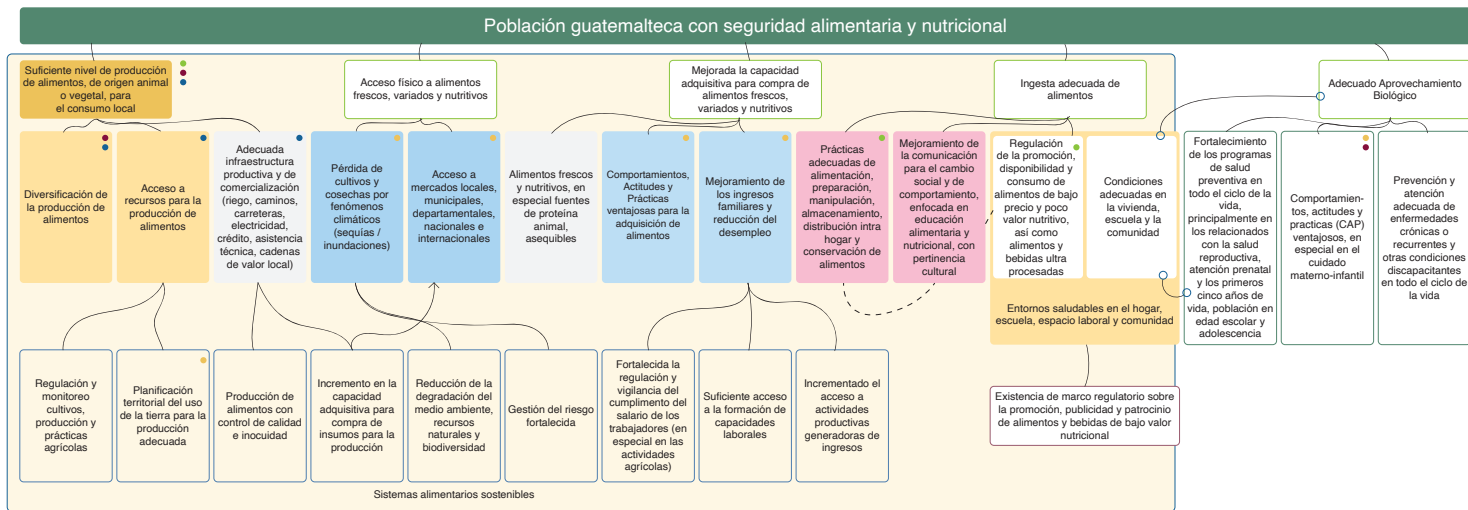 Población guatemalteca con seguridad alimentaria y nutricional
Suficiente nivel de producción
de alimentos, de origen animal
o vegetal, para
el consumo local
Acceso físico a alimentos
frescos, variados y nutritivos
Mejorada la capacidad
adquisitiva para compra de
alimentos frescos,
variados y nutritivos
Ingesta adecuada de
alimentos
Adecuado Aprovechamiento
Biológico
Diversificación de
la producción de
alimentos
Acceso a
recursos para la
producción de
alimentos
Adecuada
infraestructura
productiva y de
comercialización
(riego, caminos,
carreteras,
electricidad,
crédito, asistencia
técnica, cadenas
de valor local)
Pérdida de
cultivos y
cosechas por
fenómenos
climáticos
(sequías /
inundaciones)
Acceso a
mercados locales,
municipales,
departamentales,
nacionales e
internacionales
Alimentos frescos
y nutritivos, en
especial fuentes
de proteína
animal,
asequibles
Comportamientos,
Actitudes y
Prácticas
ventajosas para la
adquisición de
alimentos
Mejoramiento de
los ingresos
familiares y
reducción del
desempleo
Prácticas
adecuadas de
alimentación,
preparación,
manipulación,
almacenamiento,
distribución intra
hogar y
conservación de
alimentos
Mejoramiento de
la comunicación
para el cambio
social y de
comportamiento,
enfocada en
educación
alimentaria y
nutricional, con
pertinencia
cultural
Regulación
de la promoción,
disponibilidad y
consumo de
alimentos de bajo
precio y poco
valor nutritivo,
así como
alimentos y
bebidas ultra
procesadas
Condiciones
adecuadas en
la vivienda,
escuela y la
comunidad
Entornos saludables en el hogar,
escuela, espacio laboral y comunidad
Fortalecimiento
de los programas
de salud
preventiva en
todo el ciclo de la
vida,
principalmente en
los relacionados
con la salud
reproductiva,
atención prenatal
y los primeros
cinco años de
vida, población en
edad escolar y
adolescencia
Comportamien-
tos, actitudes y
practicas (CAP)
ventajosos, en
especial en el
cuidado
materno-infantil
Prevención y
atención
adecuada de
enfermedades
crónicas o
recurrentes y
otras condiciones
discapacitantes
en todo el ciclo de
la vida
Regulación y
monitoreo
cultivos,
producción y
prácticas
agrícolas
Planificación
territorial del uso
de la tierra para la
producción
adecuada
Producción de
alimentos con
control de calidad
e inocuidad
Incremento en la
capacidad
adquisitiva para
compra de
insumos para la
producción
Reducción de la
degradación del
medio ambiente,
recursos
naturales y
biodiversidad
Gestión del riesgo
fortalecida
Fortalecida la
regulación y
vigilancia del
cumplimento del
salario de los
trabajadores (en
especial en las
actividades
agrícolas)
Suficiente acceso
a la formación de
capacidades
laborales
Incrementado el
acceso a
actividades
productivas
generadoras de
ingresos
Existencia de marco regulatorio sobre
la promoción, publicidad y patrocinio
de alimentos y bebidas de bajo valor
nutricional
Sistemas alimentarios sostenibles